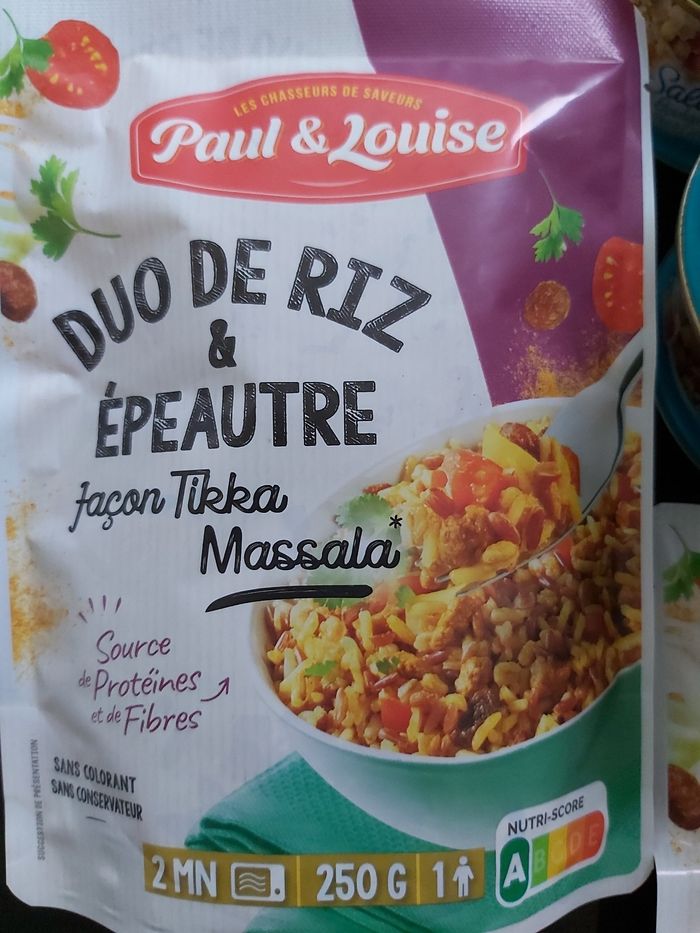 LES CHASSEURS DE SAVEURS
Paul & Louise
DUO DE RIZ
&
ÉPEAUTRE
façon Tikka
Massala*
Source
de Protéines
et de Fibres
SANS COLORANT
SANS CONSERVATEUR
SUGGESTION DE PRÉSENTATION
2 MN
250 G
1
NUTRI-SCORE
A B C D E
Sal